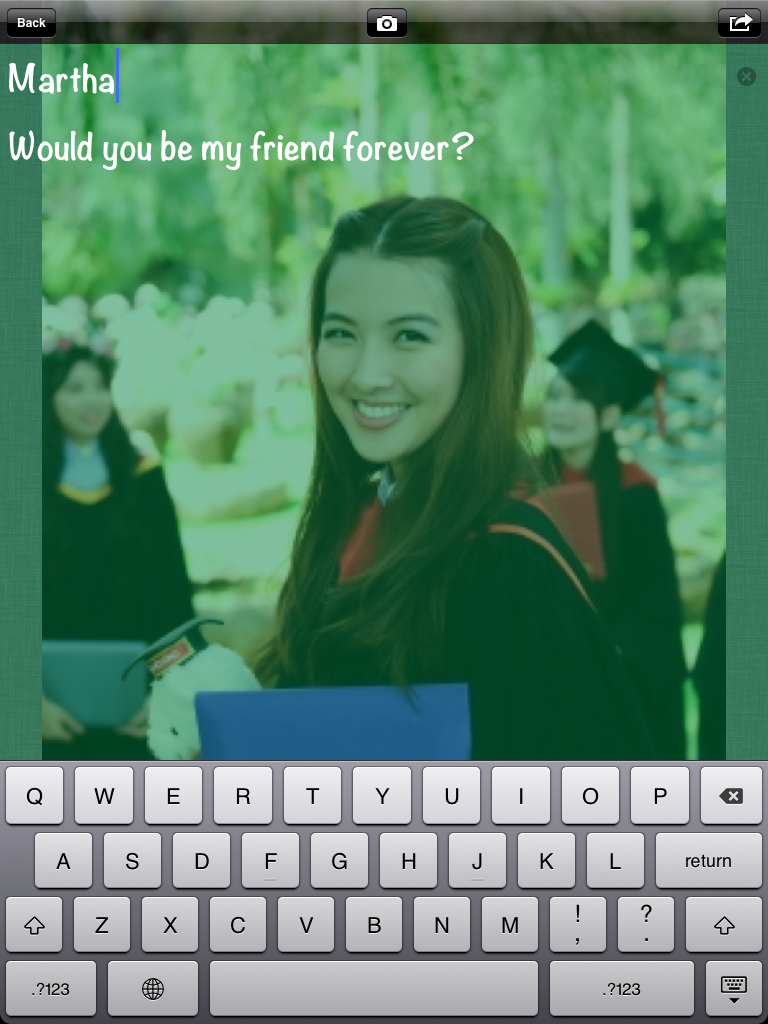 Back
Martha
Would you be my friend forever?
Q W E R T Y U I O P
A S D F G H J K L return
Z X C V B N M ! , ? .
.?123 .?123